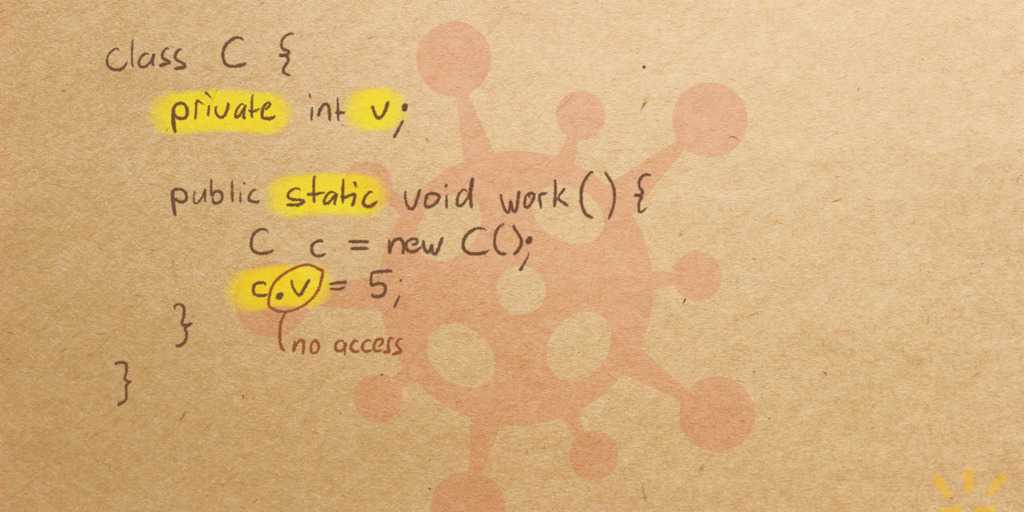 class C {
private int v;
public static void work() {
C c = new C();
c.v = 5;
}
no access
}